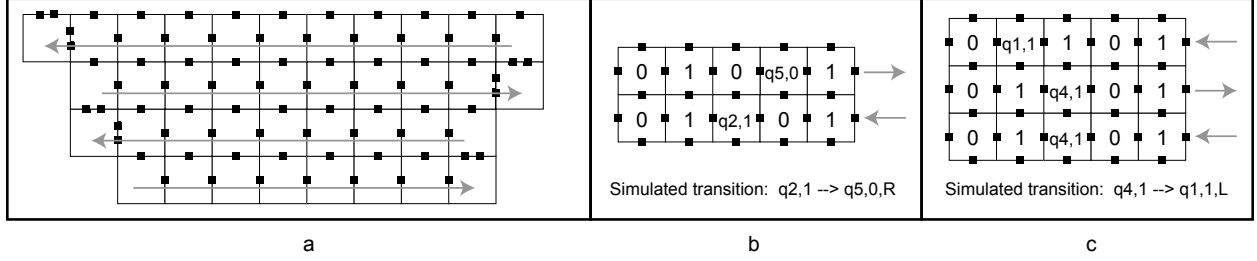 0 1 0 q5,0 1
0 1 q2,1 0 1
Simulated transition: q2,1 --> q5,0,R
0 q1,1 1 0 1
0 1 q4,1 0 1
0 1 q4,1 0 1
Simulated transition: q4,1 --> q1,1,L
a
b
c